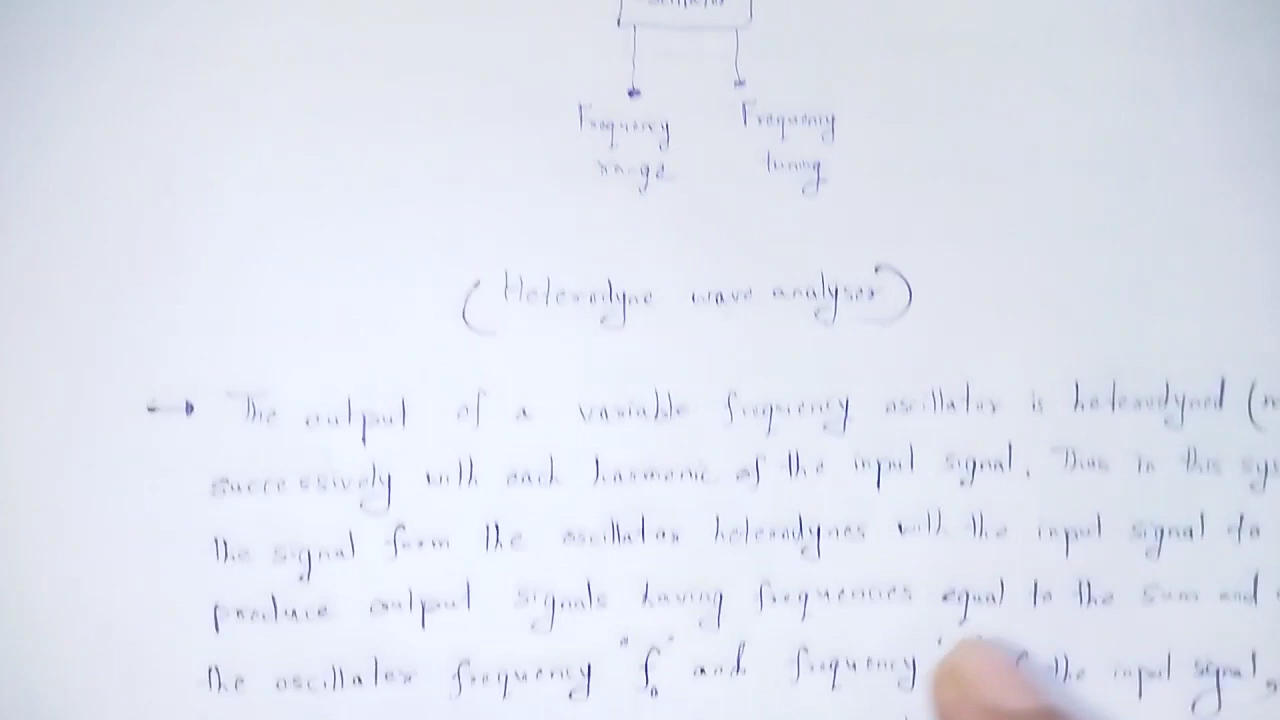 Frequency Frequency
range tuning
(Heterodyne wave analyser)
→ The output of a variable frequency oscillator is heterodyned (
successively with each harmonic of the input signal. Thus in this
the signal form the oscillator heterodynes with the input signal to
produce output signals having frequencies equal to the sum and
the oscillator frequency "f₀" and frequency the input signal,